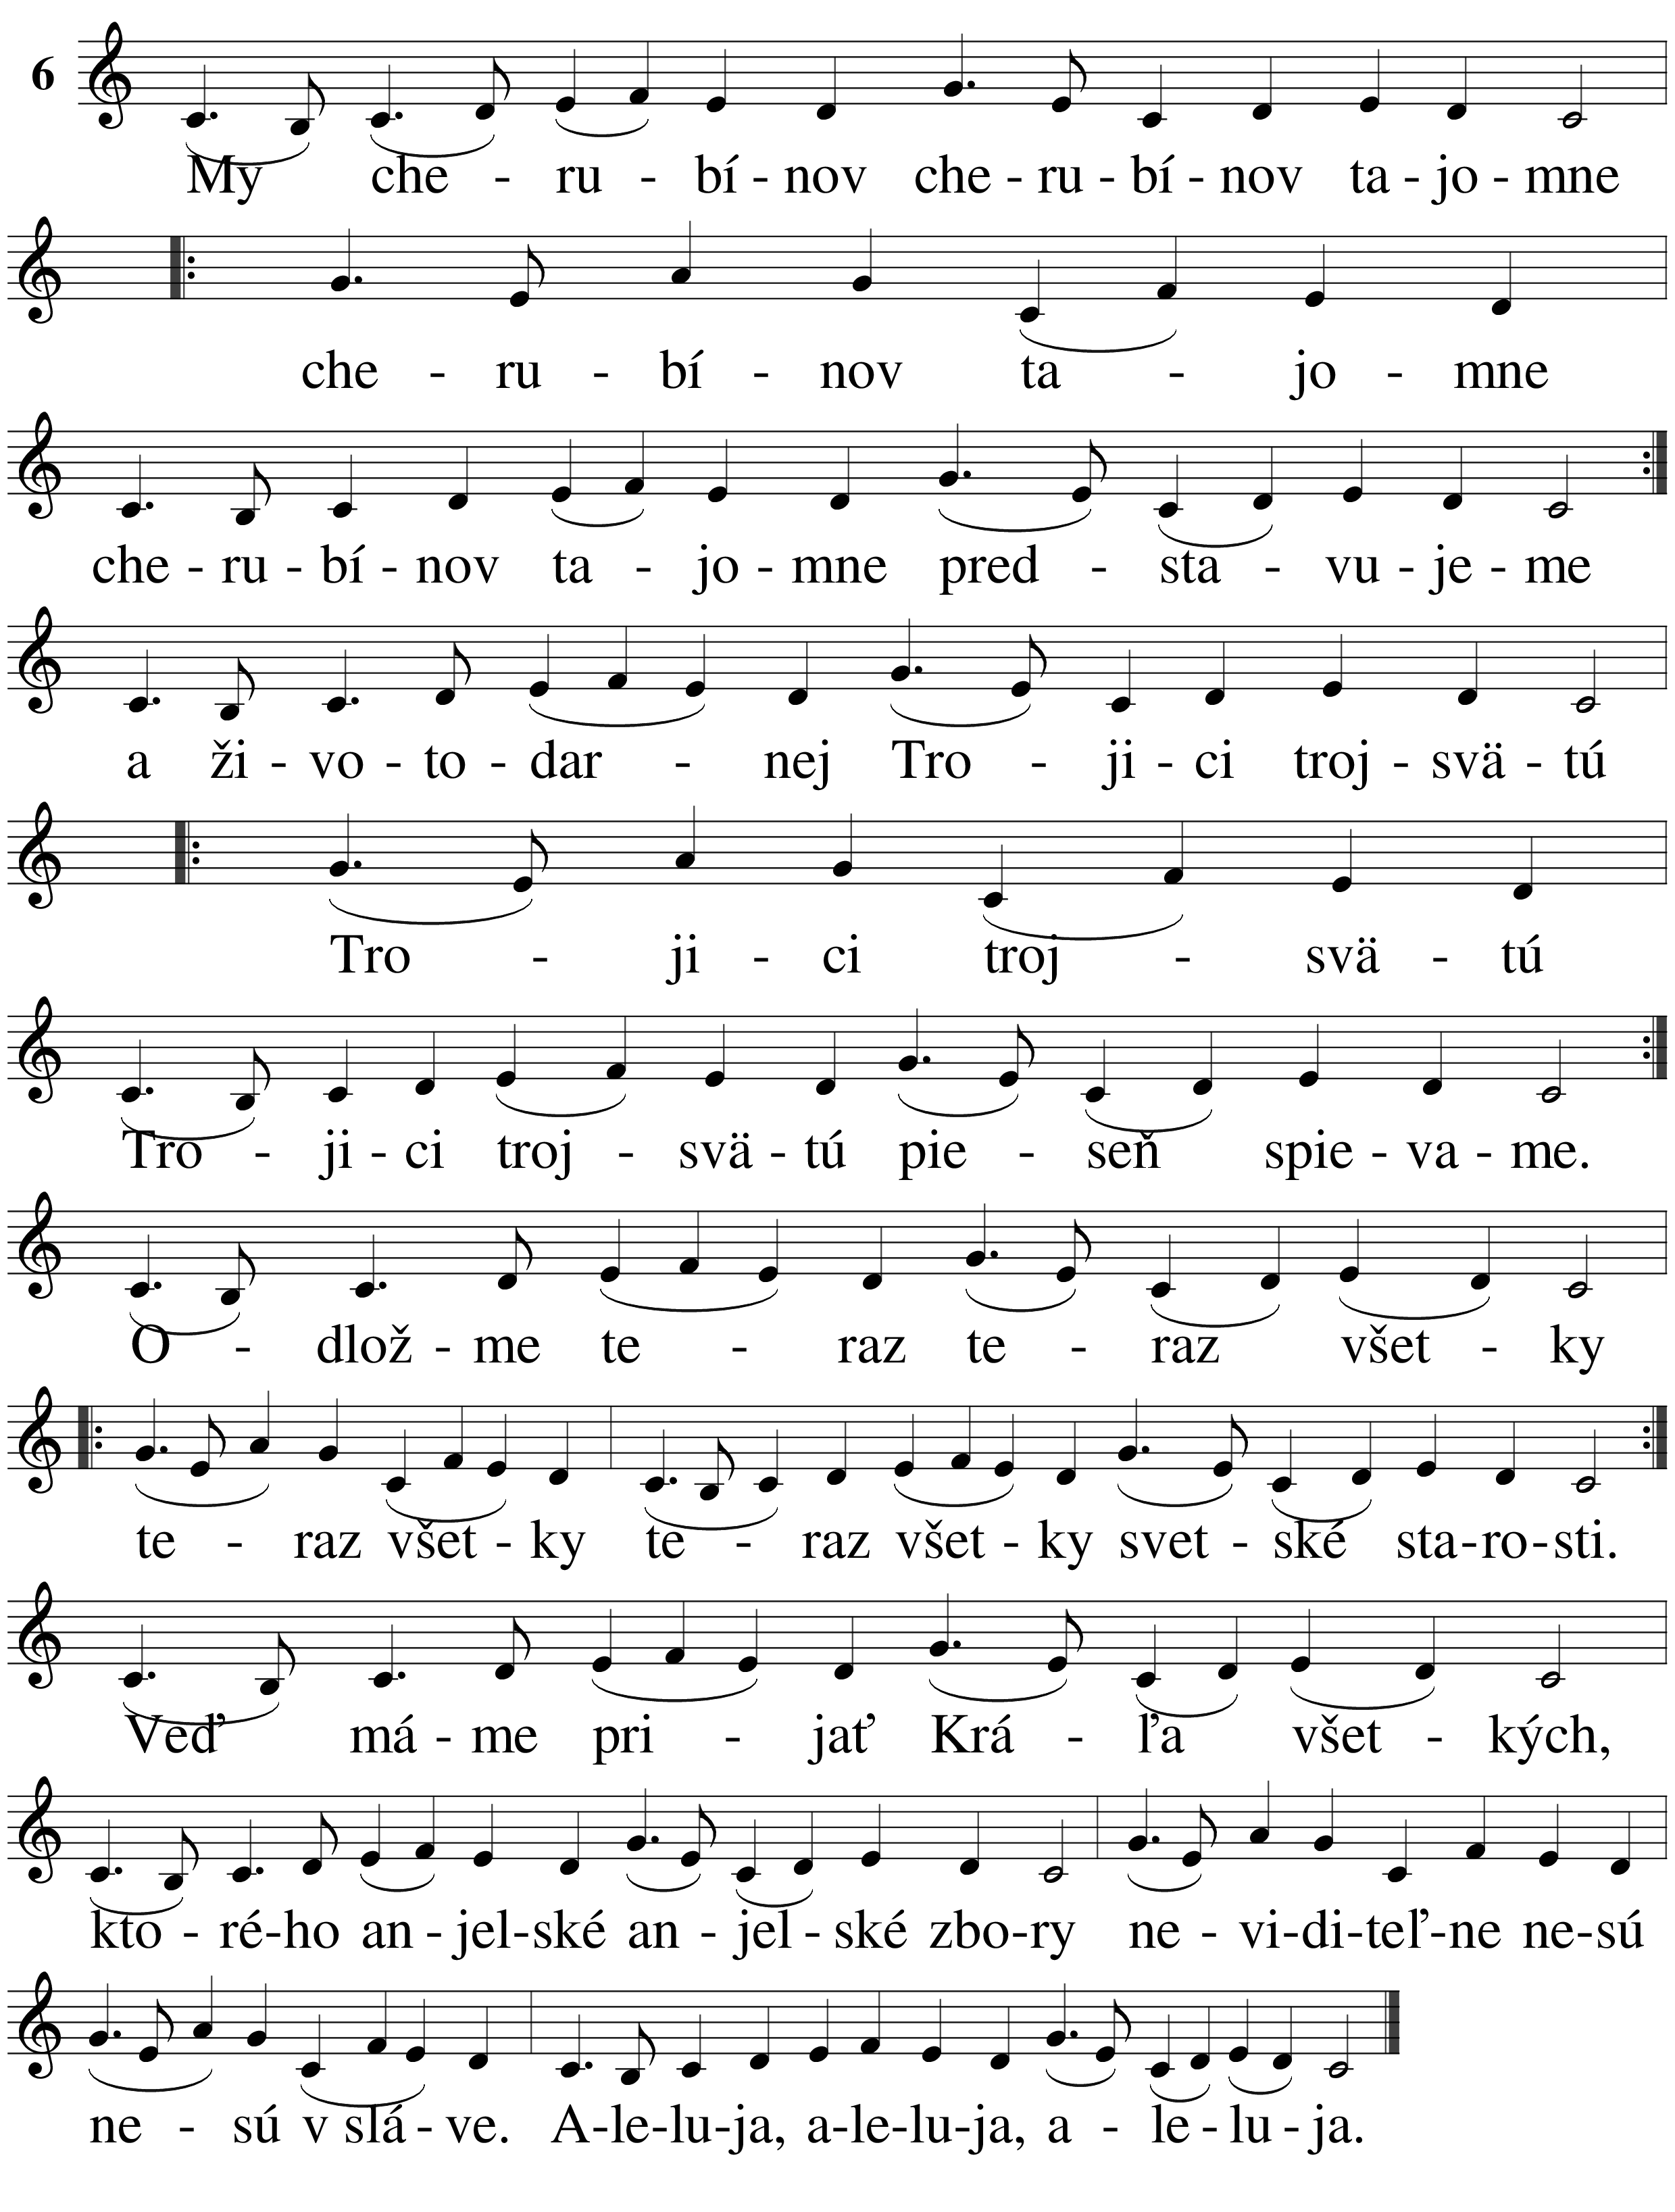 6
My che - ru - bí - nov che - ru - bí - nov ta - jo - mne
che - ru - bí - nov ta - jo - mne
che - ru - bí - nov ta - jo - mne pred - sta - vu - je - me
a ži - vo - to - dar - nej Tro - ji - ci troj - svä - tú
Tro - ji - ci troj - svä - tú
Tro - ji - ci troj - svä - tú pie - seň spie - va - me.
O - dlož - me te - raz te - raz všet - ky
te - raz všet - ky te - raz všet - ky svet - ské sta-ro-sti.
Veď má - me pri - jať Krá - ľa všet - kých,
kto - ré-ho an - jel-ské an - jel - ské zbo-ry ne - vi-di-teľ-ne ne-sú
ne - sú v slá - ve. A-le-lu-ja, a-le-lu-ja, a - le - lu - ja.